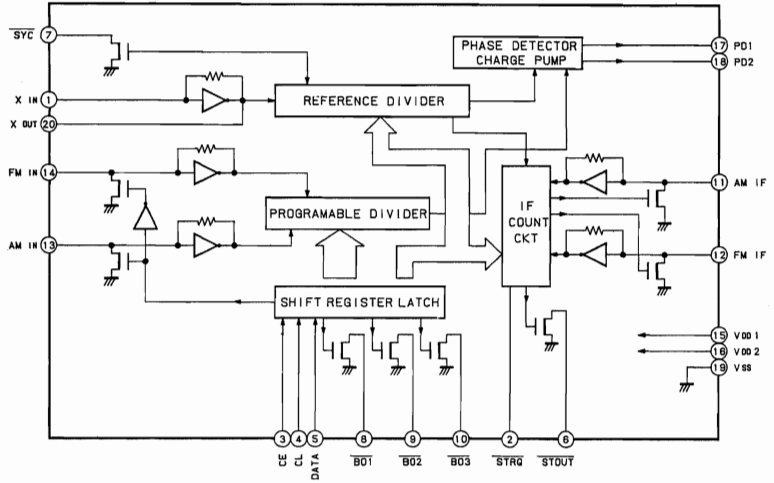 SYC
7
X IN
1
X OUT
20
FM IN
14
AM IN
13
PHASE DETECTOR
CHARGE PUMP
17 PD1
18 PD2
REFERENCE DIVIDER
PROGRAMABLE DIVIDER
IF
COUNT
CKT
11 AM IF
12 FM IF
SHIFT REGISTER LATCH
15 VDD1
16 VDD2
19 VSS
3 4 5 8 9 10 2 6
CE CL DATA BO1 BO2 BO3 STRQ STOUT